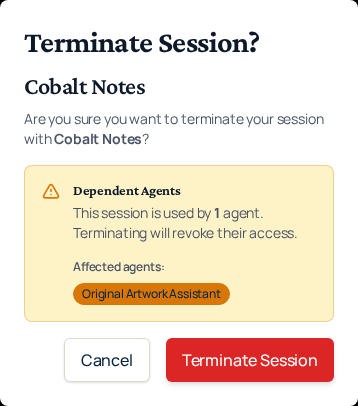 Terminate Session?
Cobalt Notes
Are you sure you want to terminate your session
with Cobalt Notes?
Dependent Agents
This session is used by 1 agent.
Terminating will revoke their access.
Affected agents:
Original Artwork Assistant
Cancel
Terminate Session